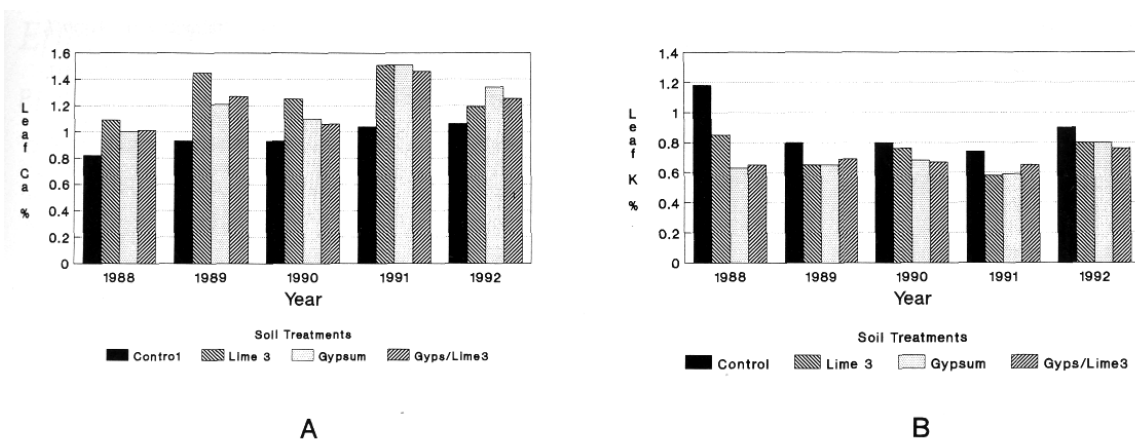 1.6
1.4
1.2
1
0.8
0.6
0.4
0.2
0
Leaf Ca %
1988 1989 1990 1991 1992
Year
Soil Treatments
Contro1 Lime 3 Gypsum Gyps/Lime3
A
1.4
1.2
1
0.8
0.6
0.4
0.2
0
Leaf K %
1988 1989 1990 1991 1992
Year
Soil Treatments
Control Lime 3 Gypsum Gyps/Lime3
B